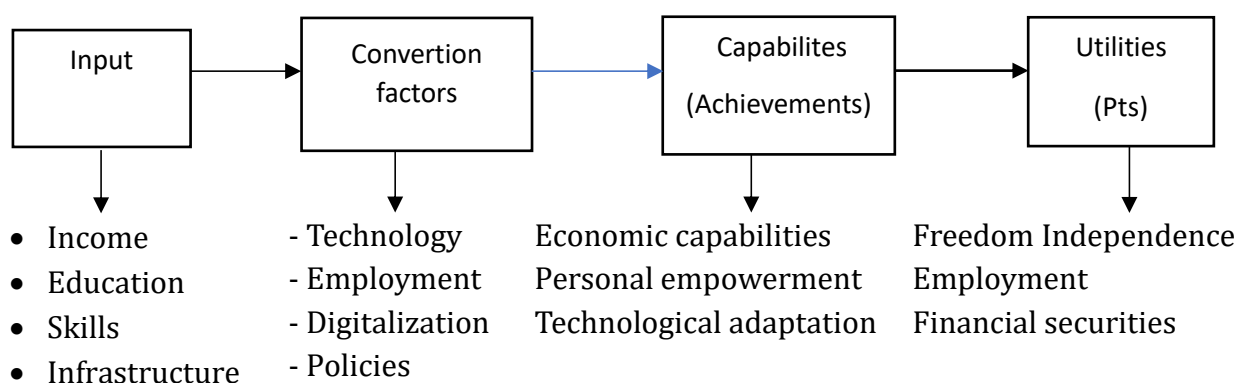 Input
Convertion
factors
Capabilites
(Achievements)
Utilities
(Pts)
• Income
• Education
• Skills
• Infrastructure
- Technology
- Employment
- Digitalization
- Policies
Economic capabilities
Personal empowerment
Technological adaptation
Freedom Independence
Employment
Financial securities